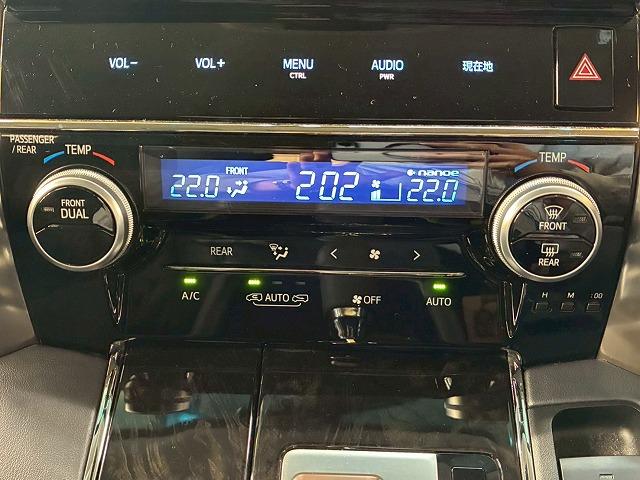 VOL− VOL+ MENU AUDIO 現在地
CTRL PWR
PASSENGER
/ REAR
TEMP
TEMP
FRONT
nanoe
22.0 202 22.0
FRONT
DUAL
FRONT
REAR
REAR < >
A/C AUTO OFF AUTO
H M :00